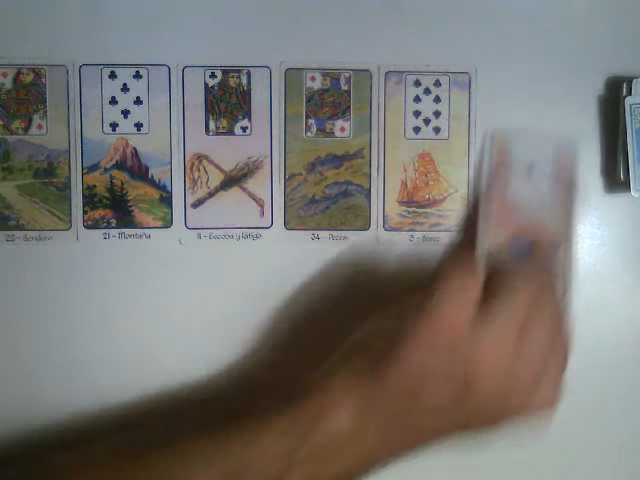 22 - Sendero
21 - Montaña
11 - Escoba y látigo
34 - Peces
3 - Barco